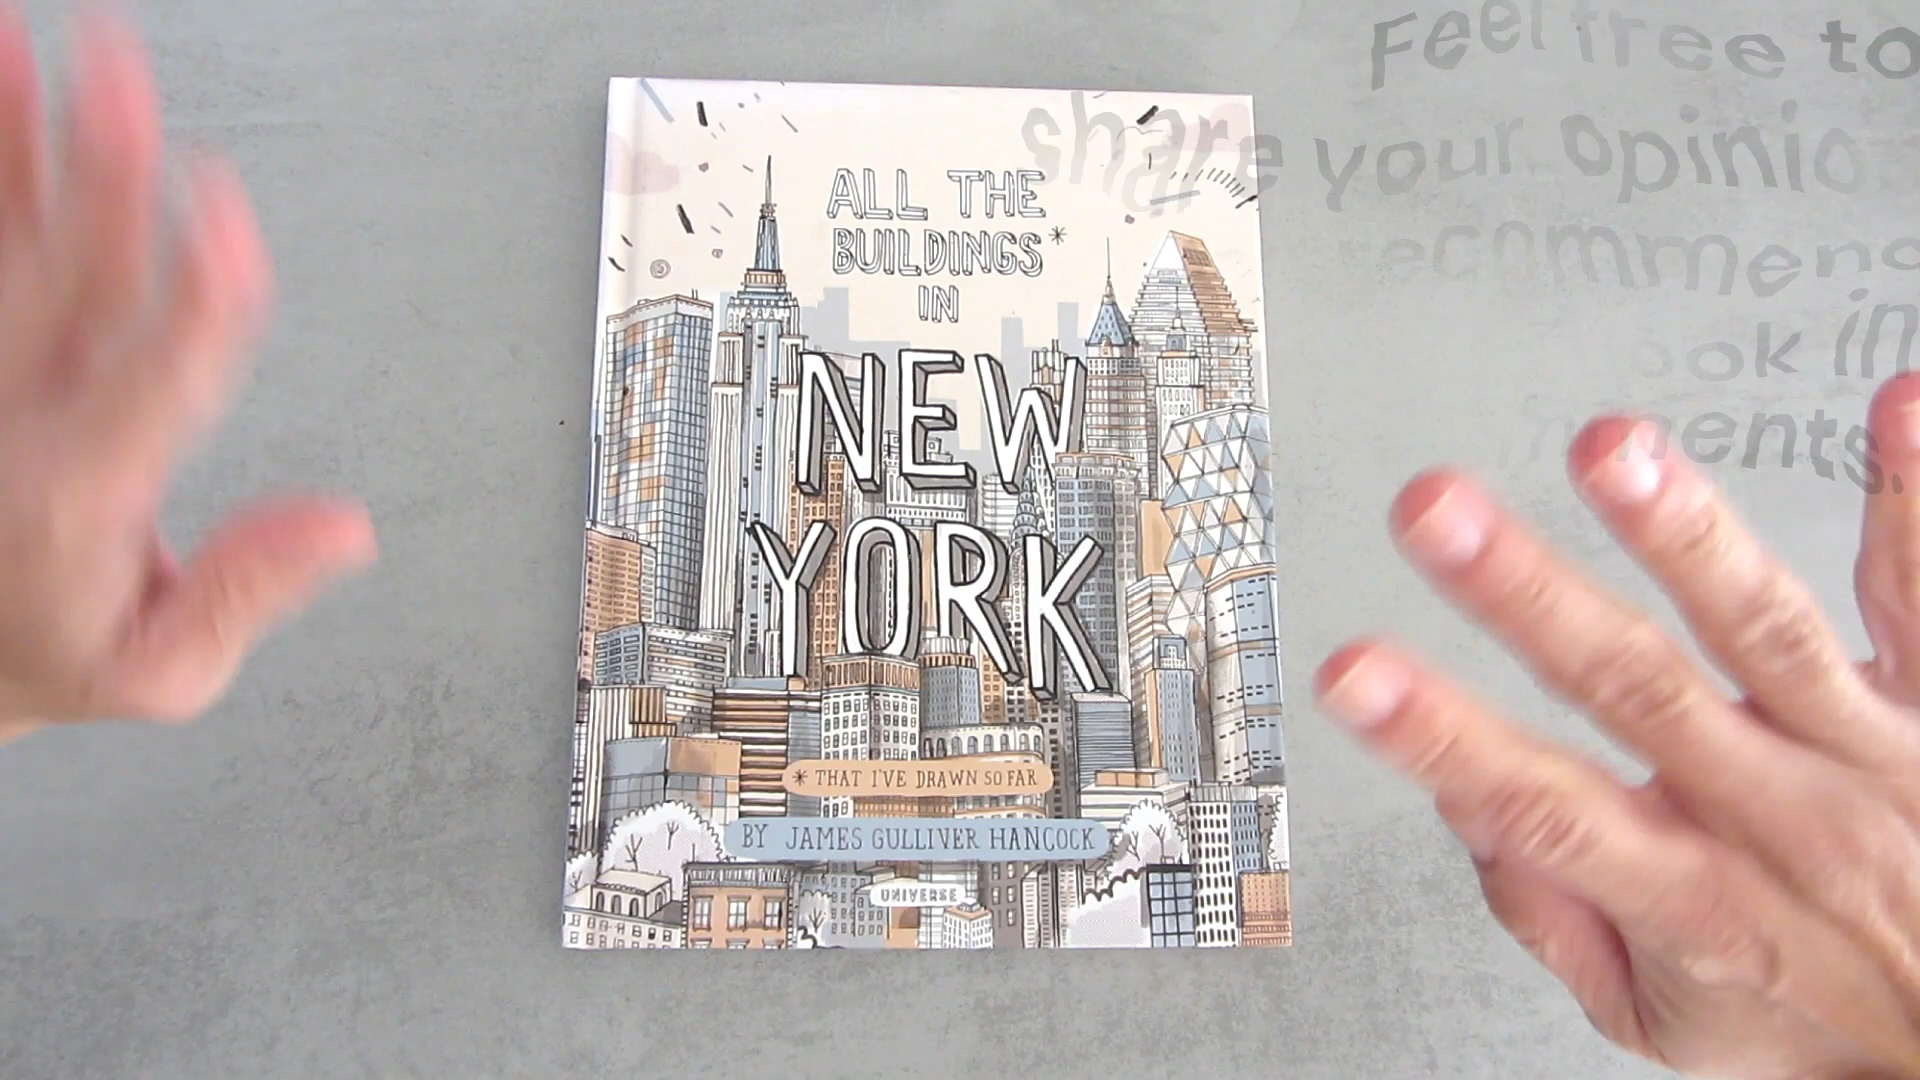 ALL THE
BUILDINGS*
IN
NEW
YORK
* THAT I'VE DRAWN SO FAR
BY JAMES GULLIVER HANCOCK
UNIVERSE
Feel free to
share your
in